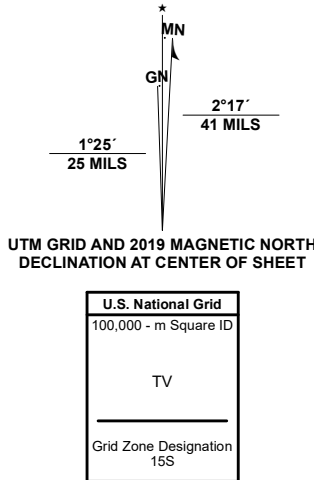 ★
MN
GN
2°17´
41 MILS
1°25´
25 MILS
UTM GRID AND 2019 MAGNETIC NORTH
DECLINATION AT CENTER OF SHEET
U.S. National Grid
100,000 - m Square ID
TV
Grid Zone Designation
15S